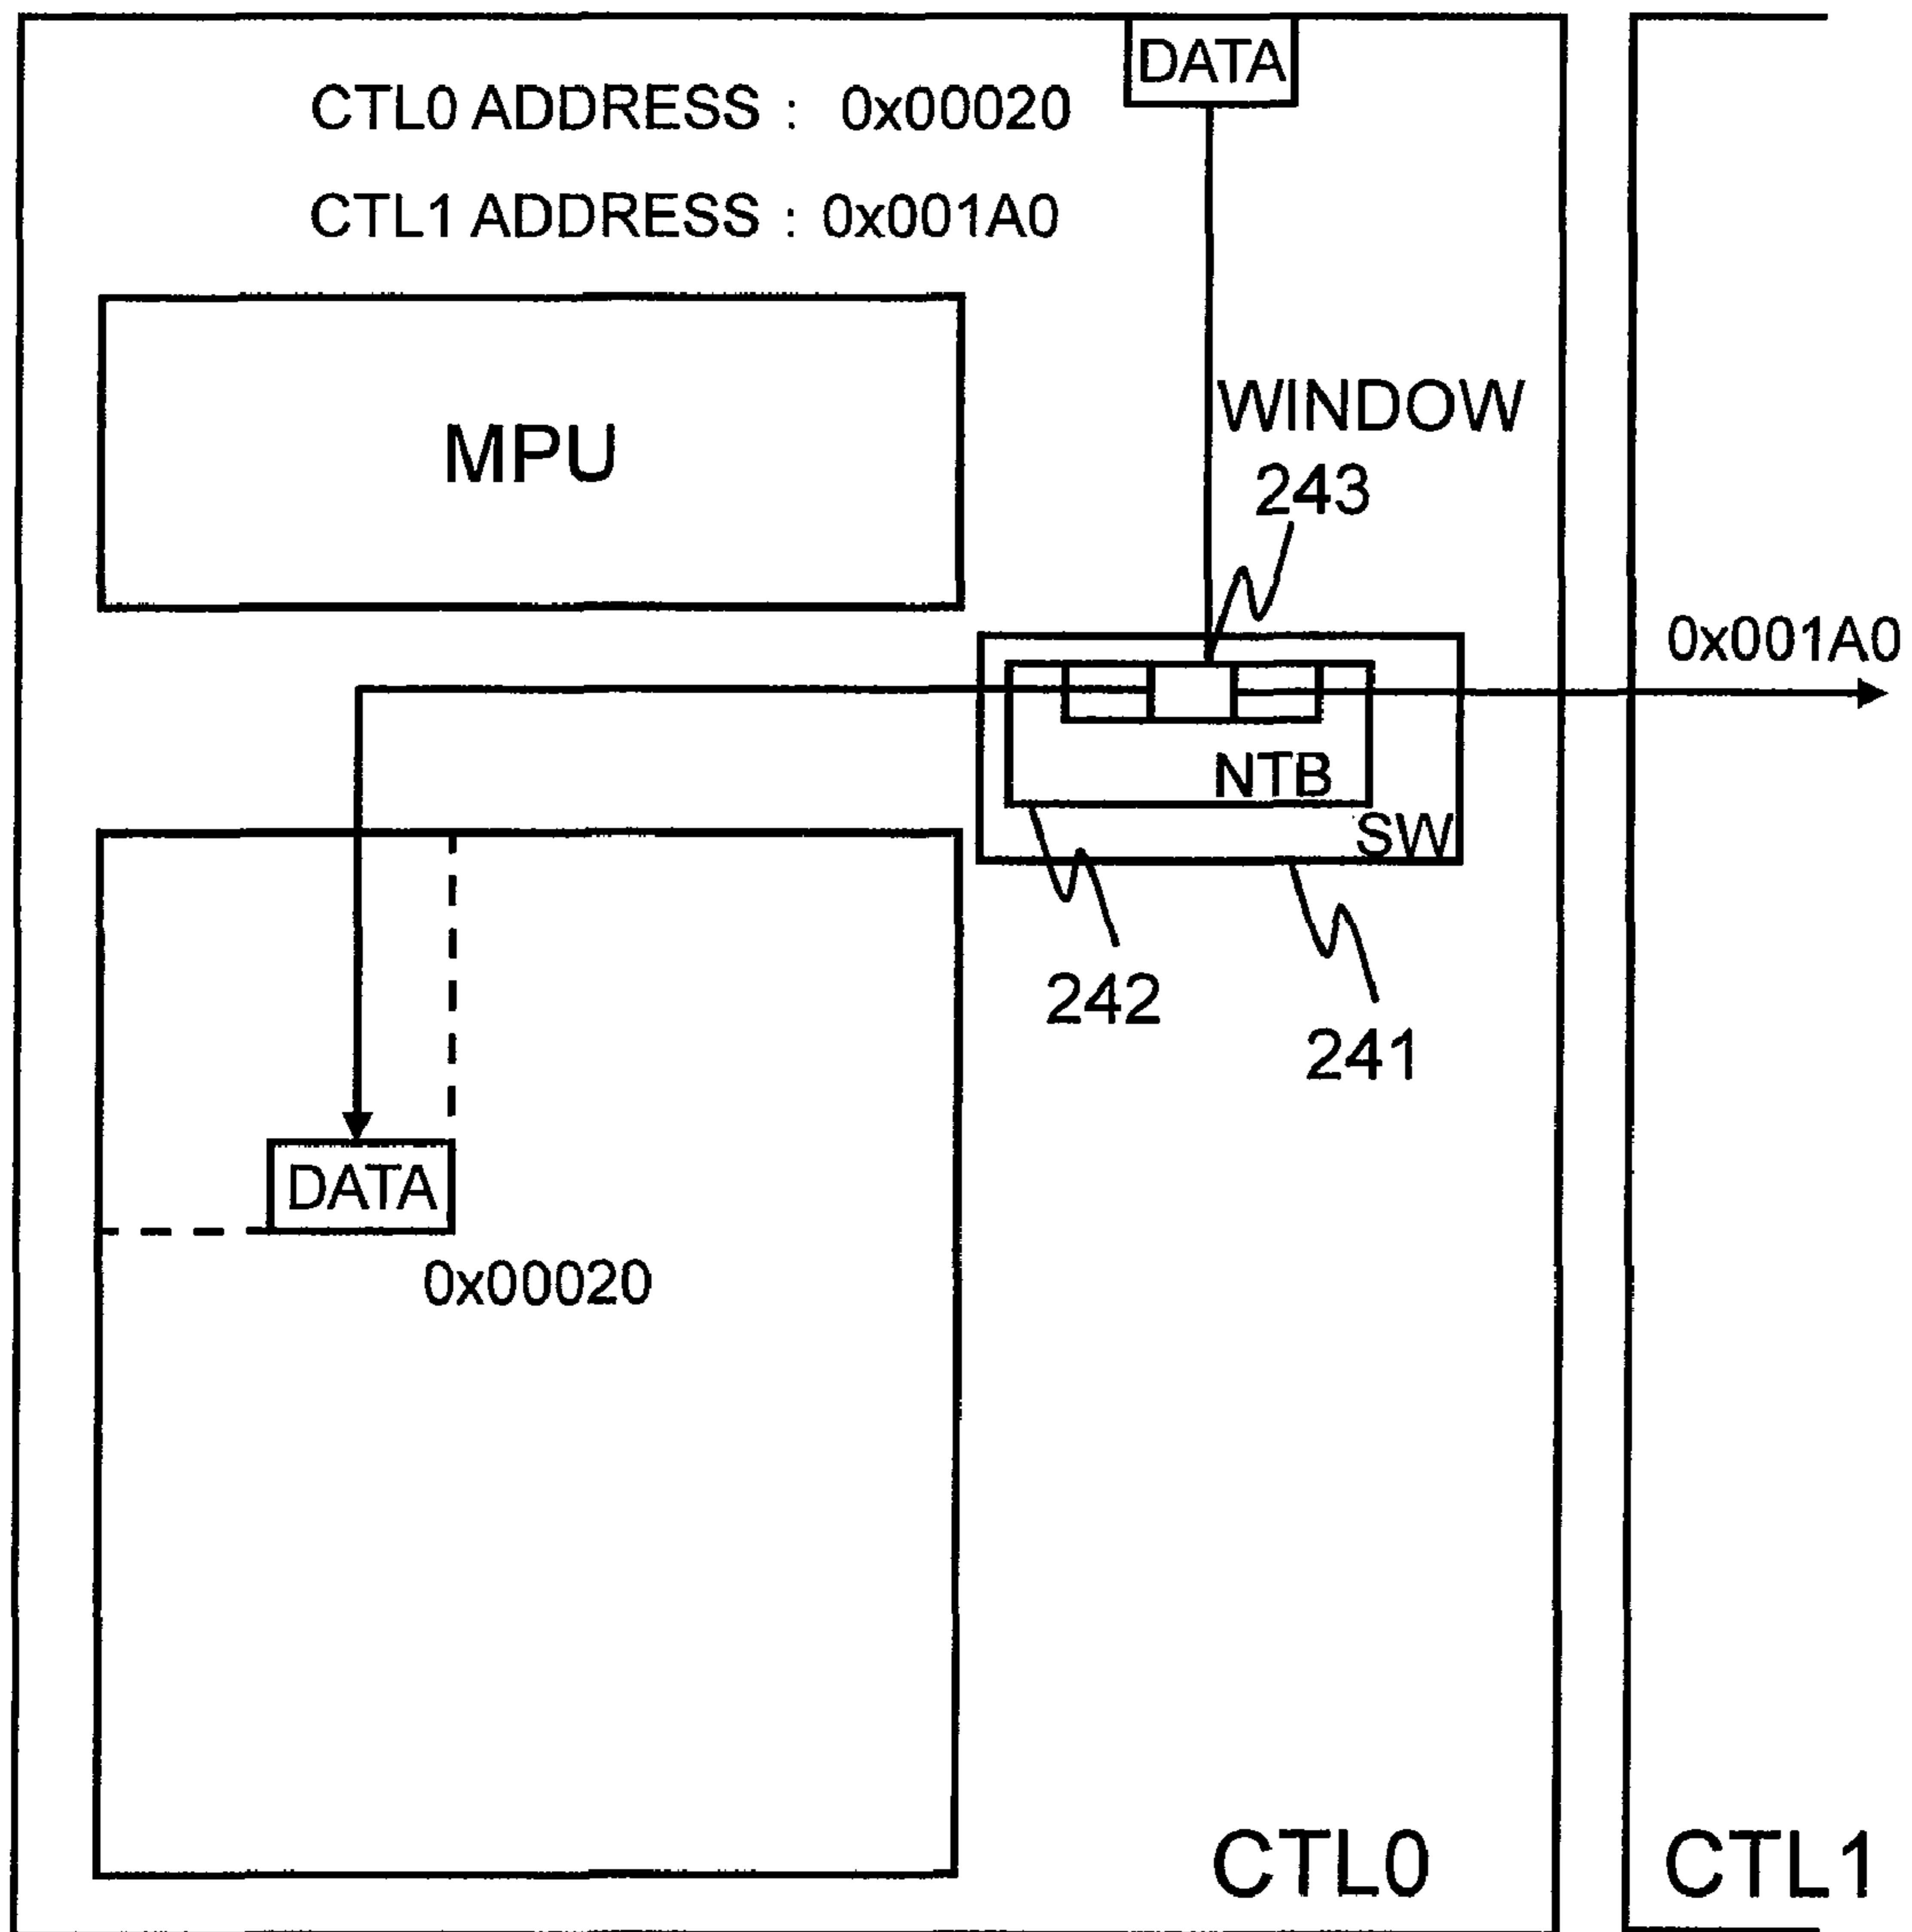 DATA
CTL0 ADDRESS : 0x00020
CTL1 ADDRESS : 0x001A0
WINDOW
243
MPU
0x001A0
NTB
SW
242
241
DATA
0x00020
CTL0
CTL1